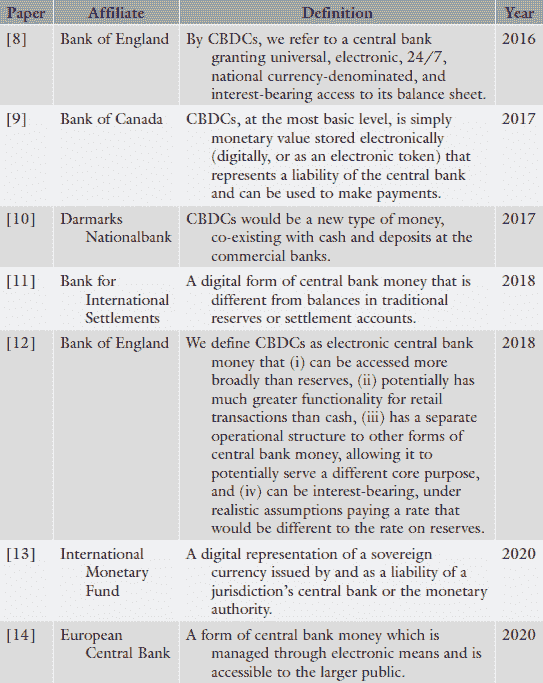 Paper Affiliate Definition Year
[8] Bank of England By CBDCs, we refer to a central bank 2016
granting universal, electronic, 24/7,
national currency-denominated, and
interest-bearing access to its balance sheet.
[9] Bank of Canada CBDCs, at the most basic level, is simply 2017
monetary value stored electronically
(digitally, or as an electronic token) that
represents a liability of the central bank
and can be used to make payments.
[10] Darmarks CBDCs would be a new type of money, 2017
Nationalbank co-existing with cash and deposits at the
commercial banks.
[11] Bank for A digital form of central bank money that is 2018
International different from balances in traditional
Settlements reserves or settlement accounts.
[12] Bank of England We define CBDCs as electronic central bank 2018
money that (i) can be accessed more
broadly than reserves, (ii) potentially has
much greater functionality for retail
transactions than cash, (iii) has a separate
operational structure to other forms of
central bank money, allowing it to
potentially serve a different core purpose,
and (iv) can be interest-bearing, under
realistic assumptions paying a rate that
would be different to the rate on reserves.
[13] International A digital representation of a sovereign 2020
Monetary currency issued by and as a liability of a
Fund jurisdiction's central bank or the monetary
authority.
[14] European A form of central bank money which is 2020
Central Bank managed through electronic means and is
accessible to the larger public.